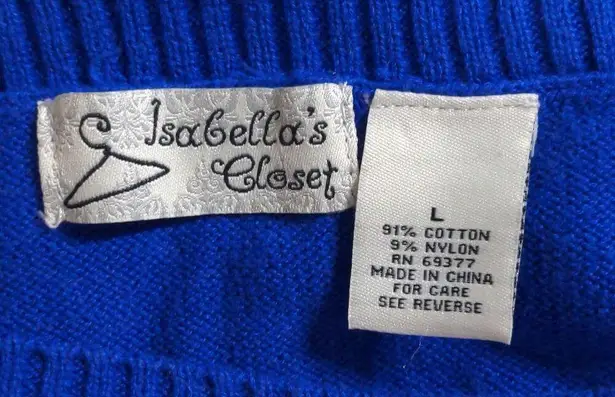 Isabella's
Closet
L
91% COTTON
9% NYLON
RN 69377
MADE IN CHINA
FOR CARE
SEE REVERSE